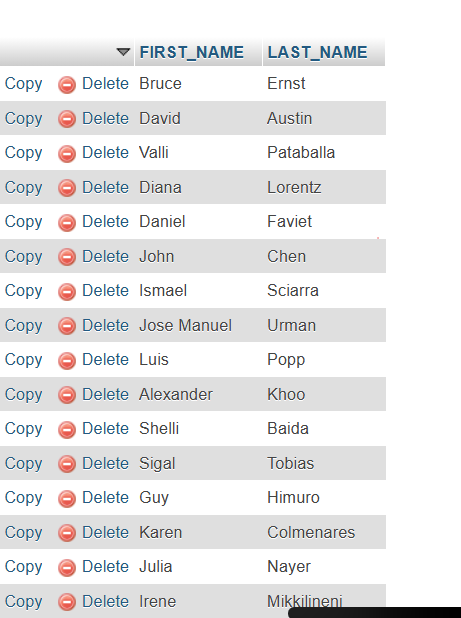 FIRST_NAME LAST_NAME
Copy Delete Bruce Ernst
Copy Delete David Austin
Copy Delete Valli Pataballa
Copy Delete Diana Lorentz
Copy Delete Daniel Faviet
Copy Delete John Chen
Copy Delete Ismael Sciarra
Copy Delete Jose Manuel Urman
Copy Delete Luis Popp
Copy Delete Alexander Khoo
Copy Delete Shelli Baida
Copy Delete Sigal Tobias
Copy Delete Guy Himuro
Copy Delete Karen Colmenares
Copy Delete Julia Nayer
Copy Delete Irene Mikkilineni